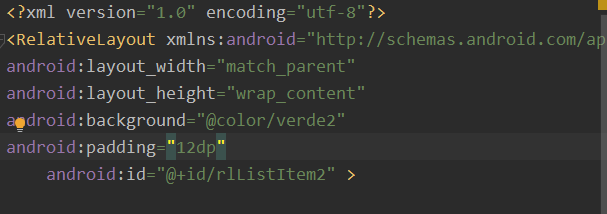 <?xml version="1.0" encoding="utf-8"?>
<RelativeLayout xmlns:android="http://schemas.android.com/ap
android:layout_width="match_parent"
android:layout_height="wrap_content"
android:background="@color/verde2"
android:padding="12dp"
android:id="@+id/rlListItem2" >